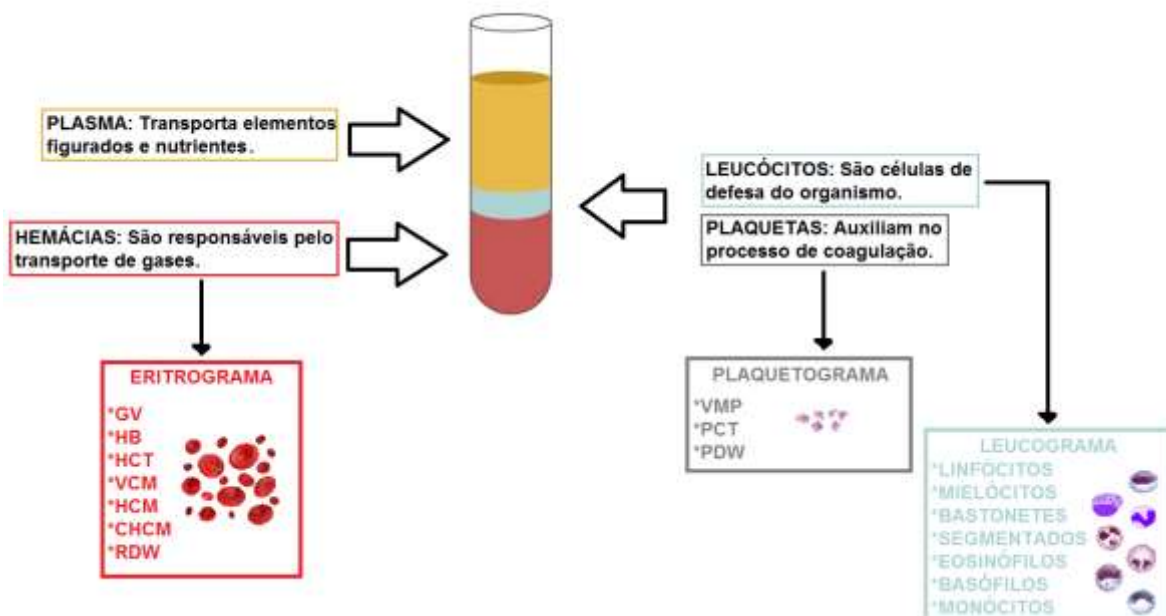 PLASMA: Transporta elementos
figurados e nutrientes.
HEMÁCIAS: São responsáveis pelo
transporte de gases.
LEUCÓCITOS: São células de
defesa do organismo.
PLAQUETAS: Auxiliam no
processo de coagulação.
ERITROGRAMA
*GV
*HB
*HCT
*VCM
*HCM
*CHCM
*RDW
PLAQUETOGRAMA
*VMP
*PCT
*PDW
LEUCOGRAMA
*LINFÓCITOS
*MIELÓCITOS
*BASTONETES
*SEGMENTADOS
*EOSINÓFILOS
*BASÓFILOS
*MONÓCITOS